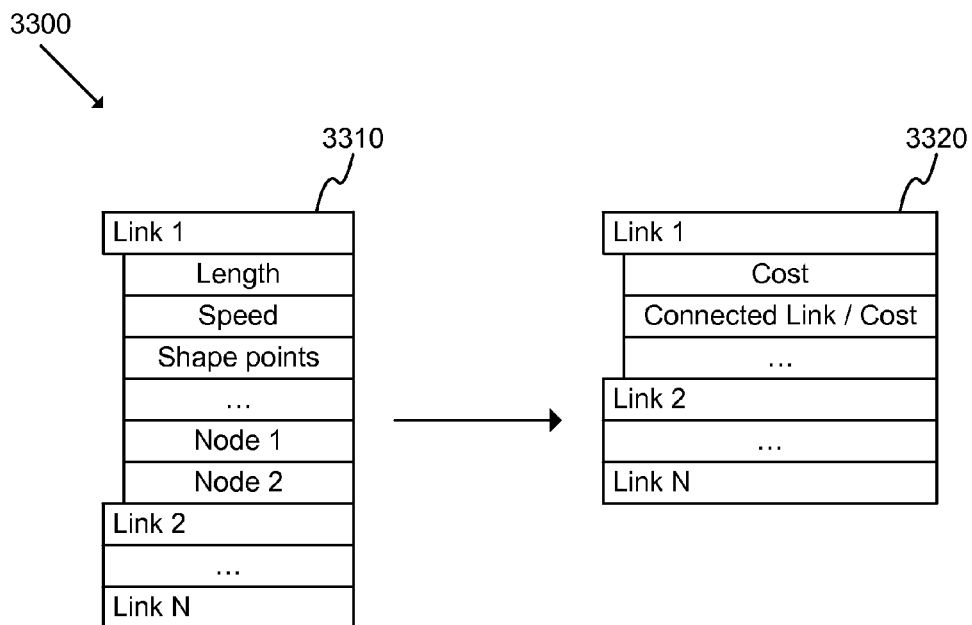 3300
3310
Link 1
Length
Speed
Shape points
...
Node 1
Node 2
Link 2
...
Link N
3320
Link 1
Cost
Connected Link / Cost
...
Link 2
...
Link N